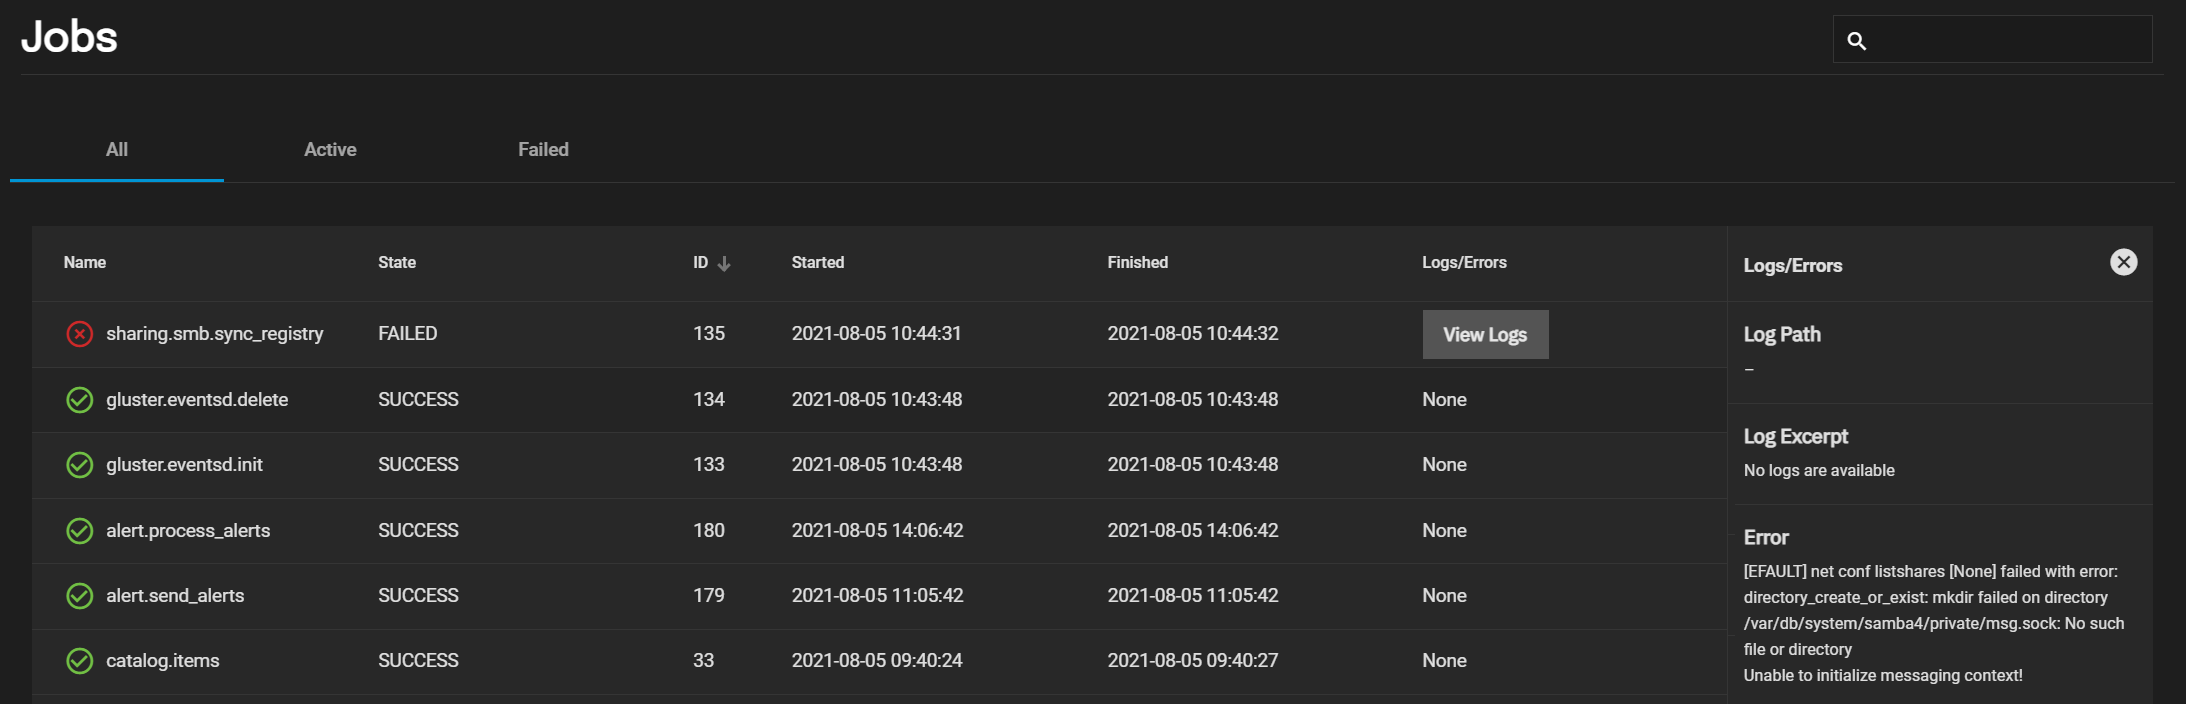 Jobs
All Active Failed
Name State ID Started Finished Logs/Errors
sharing.smb.sync_registry FAILED 135 2021-08-05 10:44:31 2021-08-05 10:44:32 View Logs
gluster.eventsd.delete SUCCESS 134 2021-08-05 10:43:48 2021-08-05 10:43:48 None
gluster.eventsd.init SUCCESS 133 2021-08-05 10:43:48 2021-08-05 10:43:48 None
alert.process_alerts SUCCESS 180 2021-08-05 14:06:42 2021-08-05 14:06:42 None
alert.send_alerts SUCCESS 179 2021-08-05 11:05:42 2021-08-05 11:05:42 None
catalog.items SUCCESS 33 2021-08-05 09:40:24 2021-08-05 09:40:27 None
Logs/Errors
Log Path
–
Log Excerpt
No logs are available
Error
[EFAULT] net conf listshares [None] failed with error:
directory_create_or_exist: mkdir failed on directory
/var/db/system/samba4/private/msg.sock: No such
file or directory
Unable to initialize messaging context!